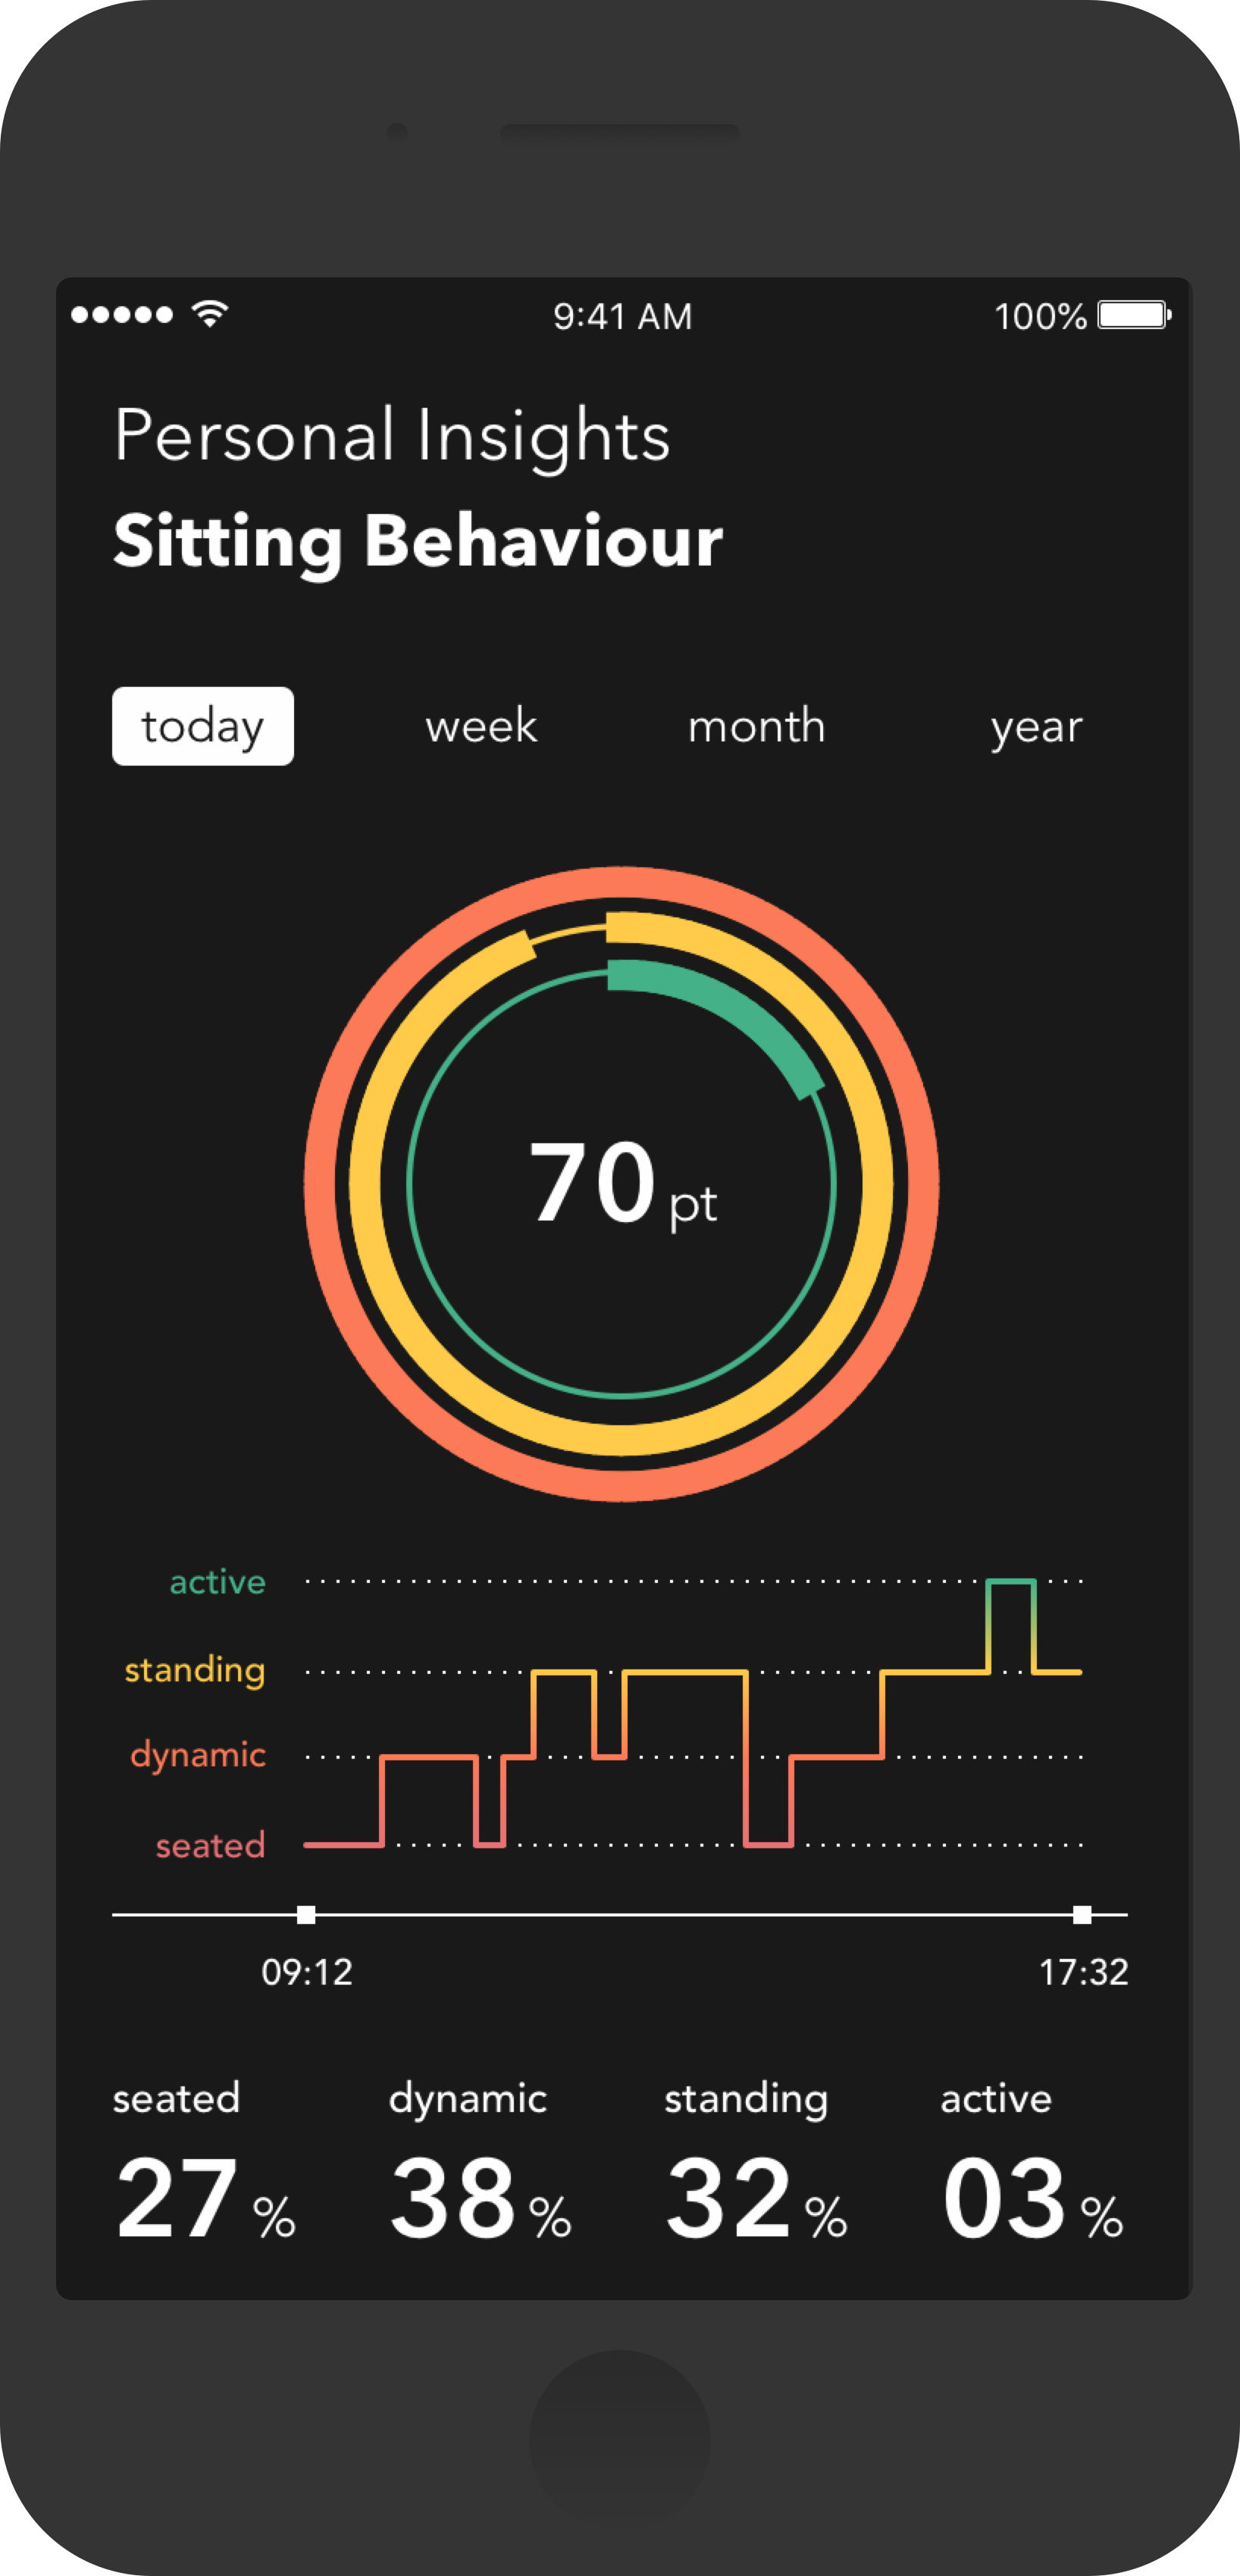 9:41 AM 100%
Personal Insights
Sitting Behaviour
today week month year
70 pt
active
standing
dynamic
seated
09:12 17:32
seated dynamic standing active
27 % 38 % 32 % 03 %